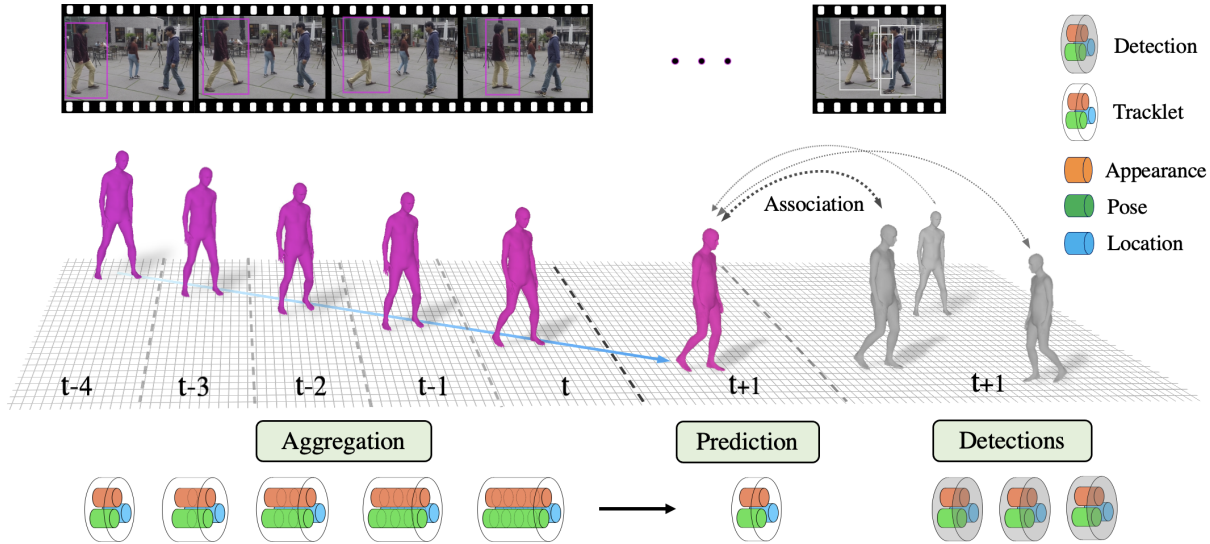 Detection
Tracklet
Appearance
Pose
Location
Association
t-4
t-3
t-2
t-1
t
t+1
t+1
Aggregation
Prediction
Detections